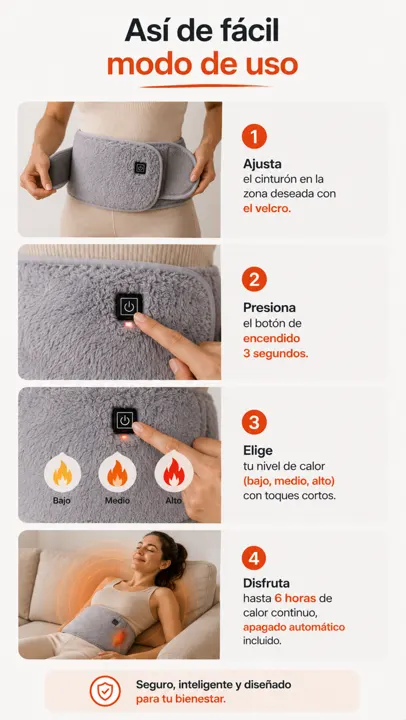 Así de fácil
modo de uso
1
Ajusta
el cinturón en la
zona deseada con
el velcro.
2
Presiona
el botón de
encendido
3 segundos.
Bajo
Medio
Alto
3
Elige
tu nivel de calor
(bajo, medio, alto)
con toques cortos.
4
Disfruta
hasta 6 horas de
calor continuo,
apagado automático
incluido.
Seguro, inteligente y diseñado
para tu bienestar.